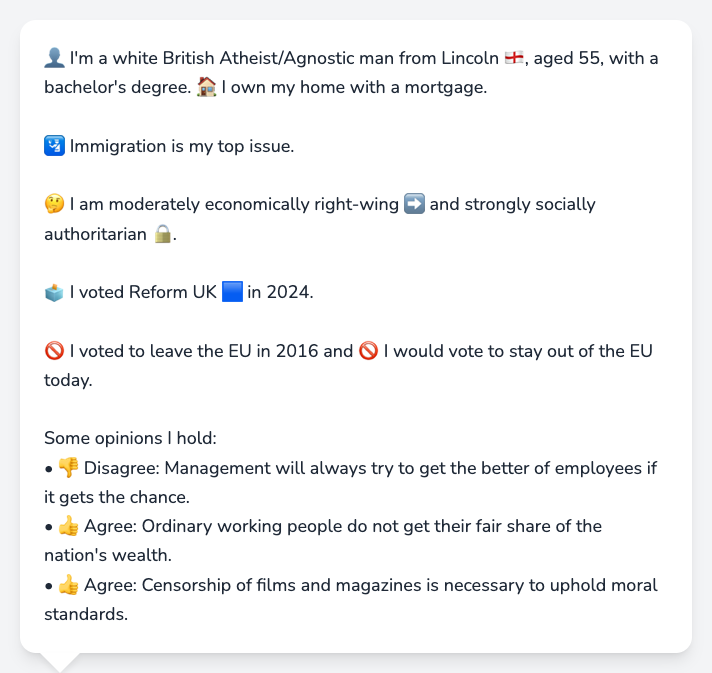 👤 I'm a white British Atheist/Agnostic man from Lincoln 🏴󠁧󠁢󠁥󠁮󠁧󠁿, aged 55, with a
bachelor's degree. 🏠 I own my home with a mortgage.
🛂 Immigration is my top issue.
🤔 I am moderately economically right-wing ➡️ and strongly socially
authoritarian 🔒.
🗳️ I voted Reform UK 🟦 in 2024.
🚫 I voted to leave the EU in 2016 and 🚫 I would vote to stay out of the EU
today.
Some opinions I hold:
• 👎 Disagree: Management will always try to get the better of employees if
it gets the chance.
• 👍 Agree: Ordinary working people do not get their fair share of the
nation's wealth.
• 👍 Agree: Censorship of films and magazines is necessary to uphold moral
standards.